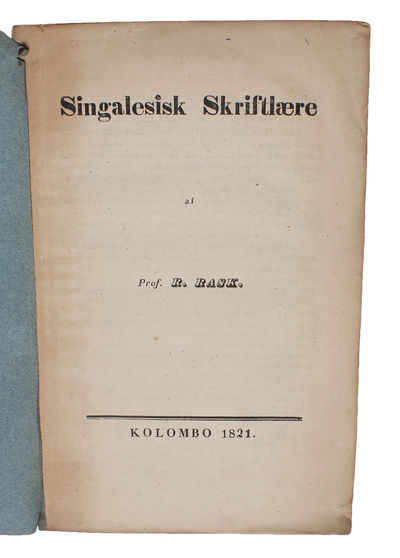 Singalesisk Skriftlære
af
Prof. R. RASK.
KOLOMBO 1821.